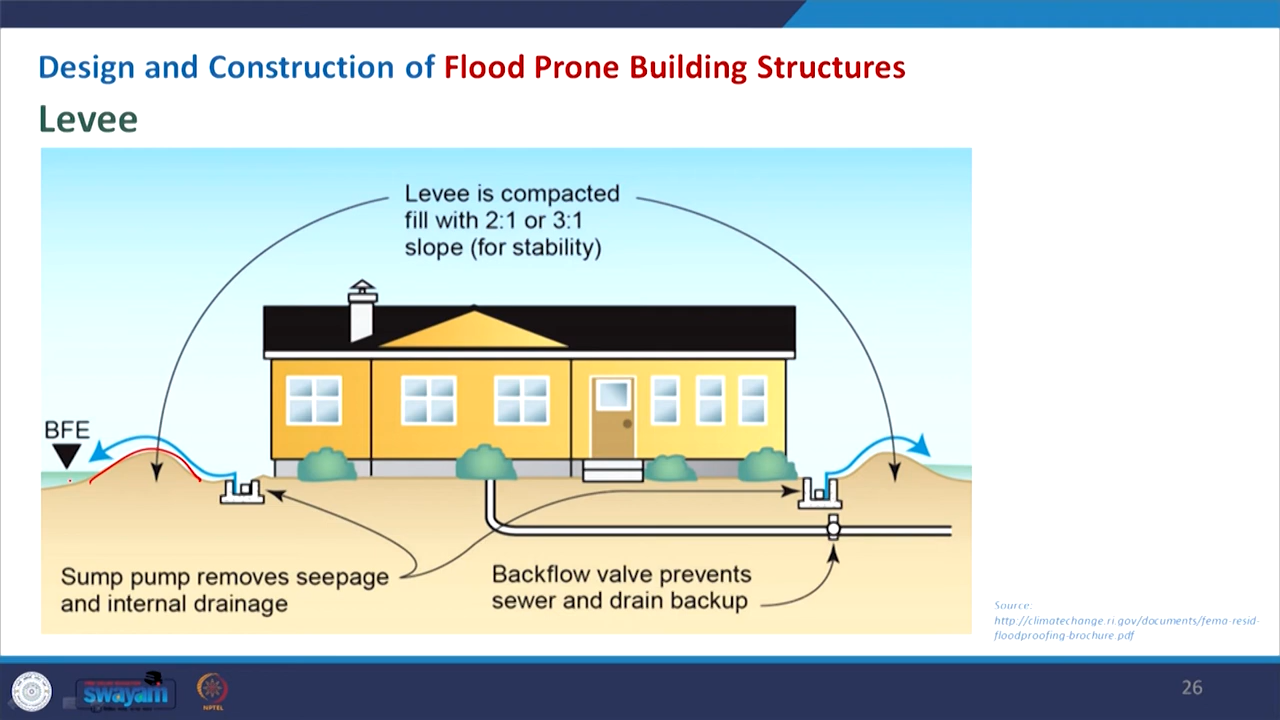 Design and Construction of Flood Prone Building Structures
Levee
Levee is compacted
fill with 2:1 or 3:1
slope (for stability)
BFE
Sump pump removes seepage
and internal drainage
Backflow valve prevents
sewer and drain backup
Source:
http://climatechange.ri.gov/documents/fema-resid-
floodproofing-brochure.pdf
swayam
NPTEL
26